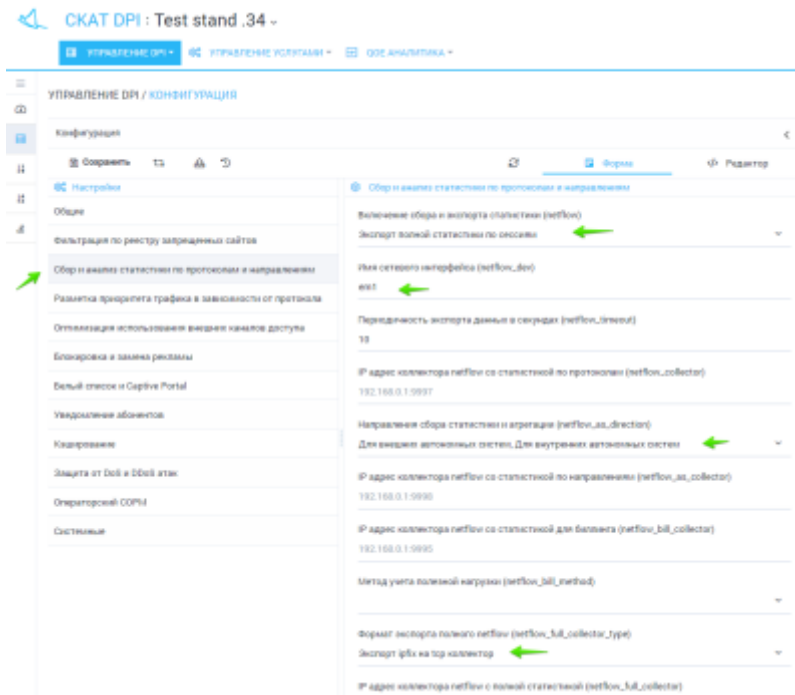 СКАТ DPI : Test stand .34
УПРАВЛЕНИЕ DPI
УПРАВЛЕНИЕ УСЛУГАМИ
QOE АНАЛИТИКА
УПРАВЛЕНИЕ DPI / КОНФИГУРАЦИЯ
Конфигурация
Сохранить
Форма
Редактор
Настройки
Общие
Фильтрация по реестру запрещенных сайтов
Сбор и анализ статистики по протоколам и направлениям
Разметка приоритета трафика в зависимости от протокола
Оптимизация использования внешних каналов доступа
Блокировка и замена рекламы
Белый список и Captive Portal
Уведомление абонентов
Кэширование
Защита от DoS и DDoS атак
Операторский СОРМ
Системные
Сбор и анализ статистики по протоколам и направлениям
Включение сбора и экспорта статистики (netflow)
Экспорт полной статистики по сессиям
Имя сетевого интерфейса (netflow_dev)
em1
Периодичность экспорта данных в секундах (netflow_timeout)
10
IP адрес коллектора netflow со статистикой по протоколам (netflow_collector)
192.168.0.1:9997
Направления сбора статистики и агрегации (netflow_as_direction)
Для внешних автономных систем, Для внутренних автономных систем
IP адрес коллектора netflow со статистикой по направлениям (netflow_as_collector)
192.168.0.1:9998
IP адрес коллектора netflow со статистикой для биллинга (netflow_bill_collector)
192.168.0.1:9995
Метод учета полезной нагрузки (netflow_bill_method)
Формат экспорта полного netflow (netflow_full_collector_type)
Экспорт ipfix на tcp коллектор
IP адрес коллектора netflow с полной статистикой (netflow_full_collector)